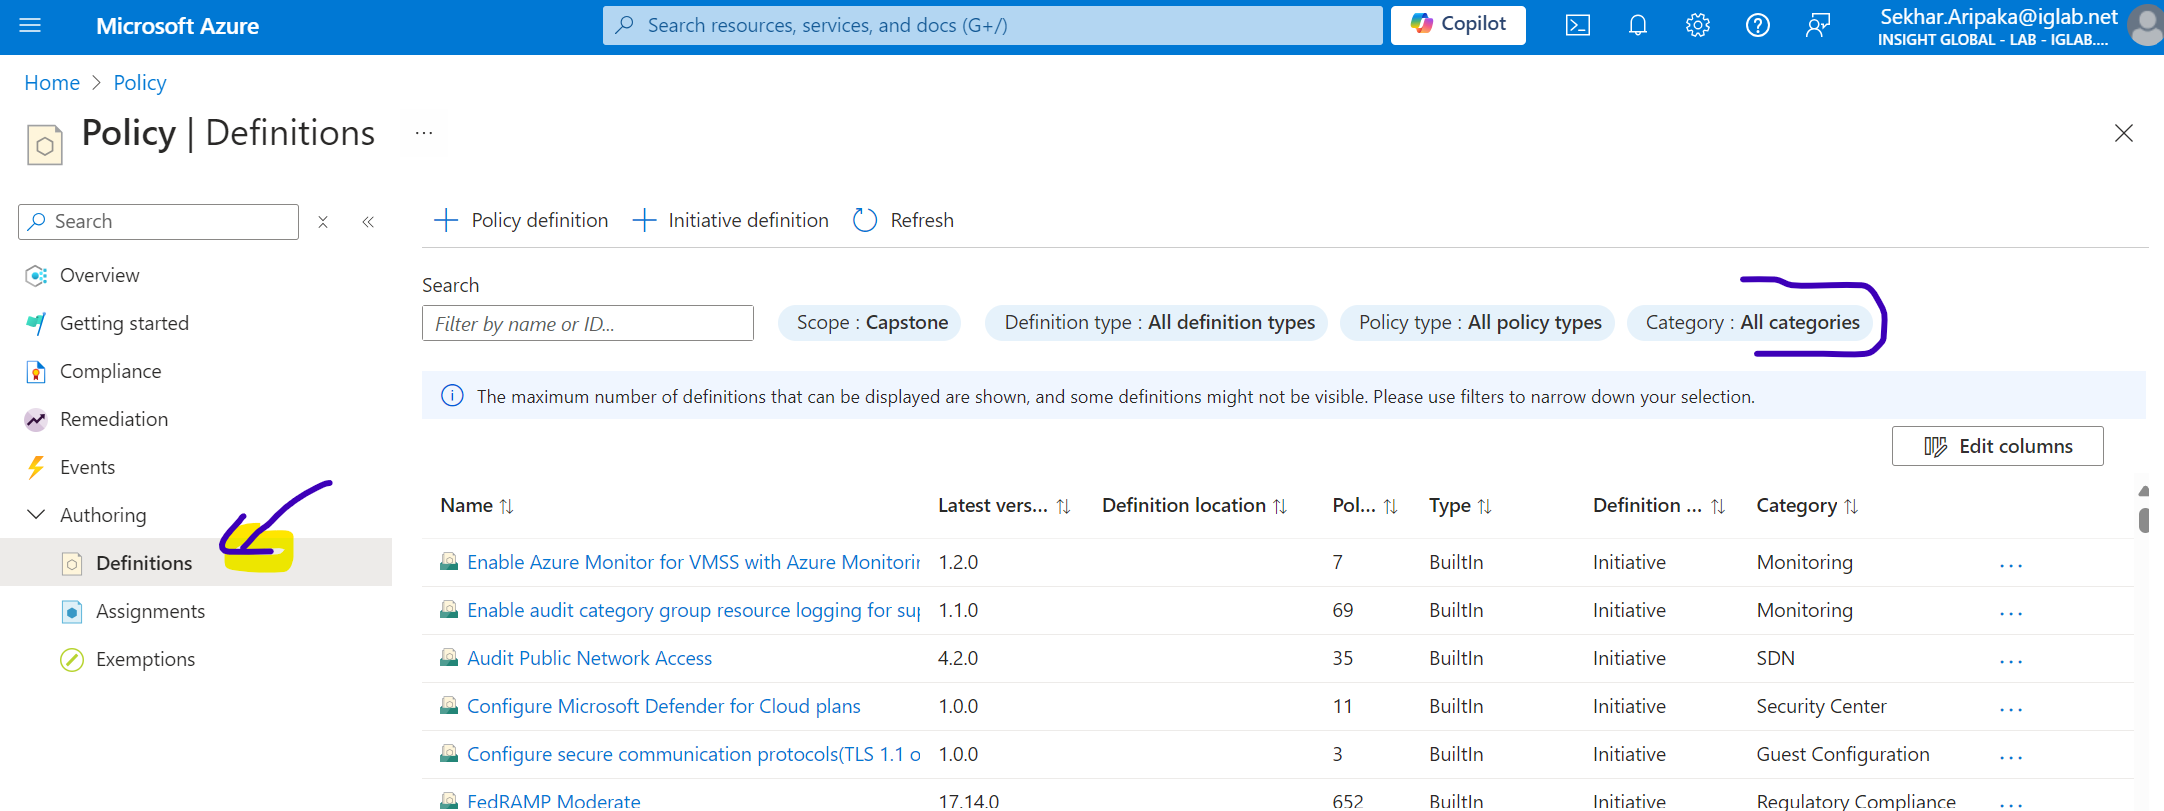 Microsoft Azure
Search resources, services, and docs (G+/)
Copilot
Sekhar.Aripaka@iglab.net
INSIGHT GLOBAL - LAB - IGLAB....
Home > Policy
Policy | Definitions ...
Search
Overview
Getting started
Compliance
Remediation
Events
Authoring
Definitions
Assignments
Exemptions
+ Policy definition + Initiative definition Refresh
Search
Filter by name or ID...
Scope : Capstone
Definition type : All definition types
Policy type : All policy types
Category : All categories
The maximum number of definitions that can be displayed are shown, and some definitions might not be visible. Please use filters to narrow down your selection.
Edit columns
Name Latest vers... Definition location Pol... Type Definition ... Category
Enable Azure Monitor for VMSS with Azure Monitorin 1.2.0 7 BuiltIn Initiative Monitoring ...
Enable audit category group resource logging for sup 1.1.0 69 BuiltIn Initiative Monitoring ...
Audit Public Network Access 4.2.0 35 BuiltIn Initiative SDN ...
Configure Microsoft Defender for Cloud plans 1.0.0 11 BuiltIn Initiative Security Center ...
Configure secure communication protocols(TLS 1.1 o 1.0.0 3 BuiltIn Initiative Guest Configuration ...
FedRAMP Moderate 17.14.0 652 BuiltIn Initiative Regulatory Compliance ...